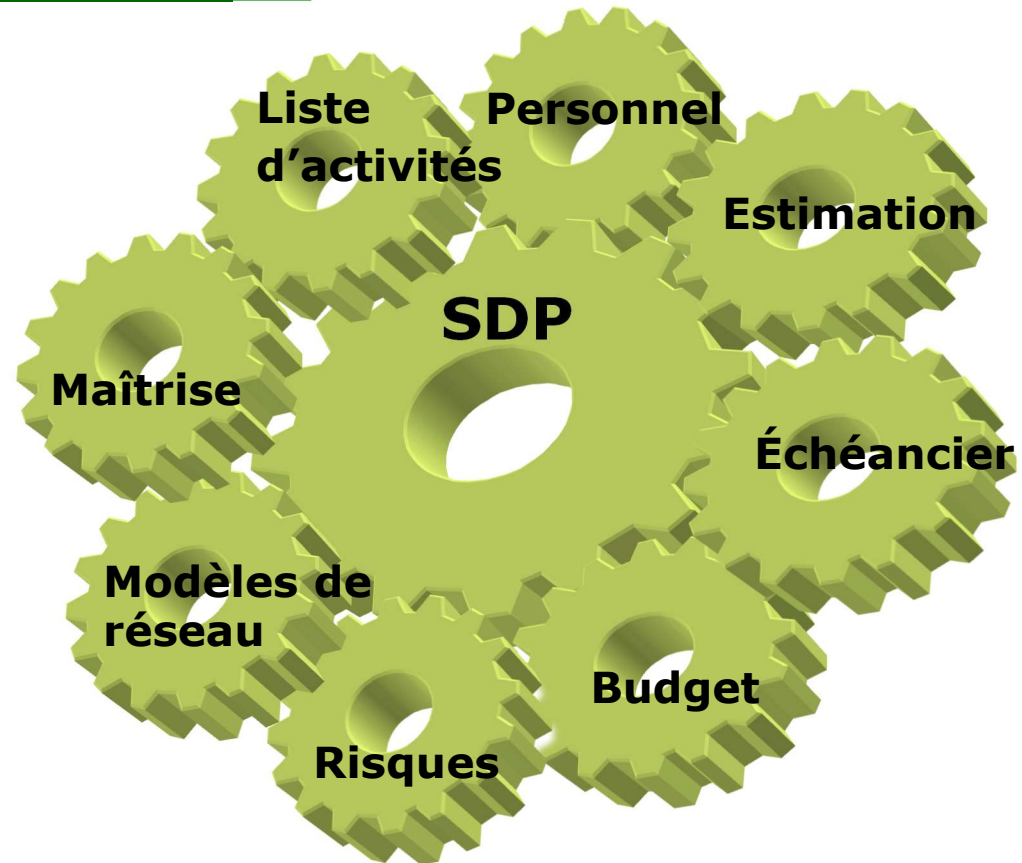 Liste
d’activités
Personnel
Estimation
SDP
Maîtrise
Échéancier
Modèles de
réseau
Budget
Risques